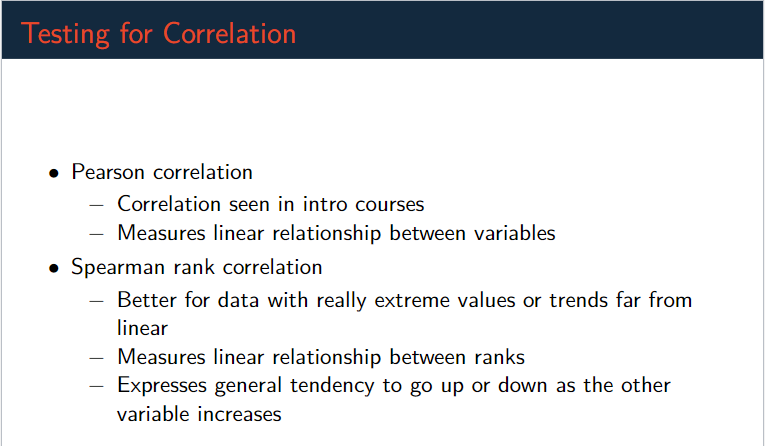 Testing for Correlation
• Pearson correlation
– Correlation seen in intro courses
– Measures linear relationship between variables
• Spearman rank correlation
– Better for data with really extreme values or trends far from
linear
– Measures linear relationship between ranks
– Expresses general tendency to go up or down as the other
variable increases